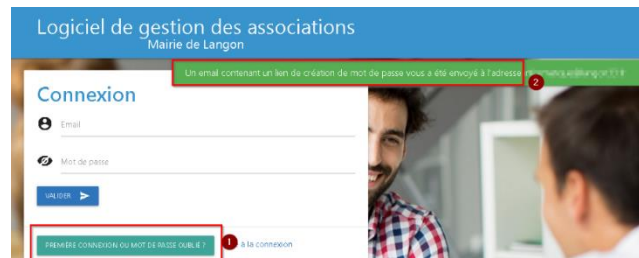 Logiciel de gestion des associations
Mairie de Langon
Un email contenant un lien de création de mot de passe vous a été envoyé à l'adresse
2
Connexion
Email
Mot de passe
VALIDER
PREMIÈRE CONNEXION OU MOT DE PASSE OUBLIÉ ?
1
à la connexion